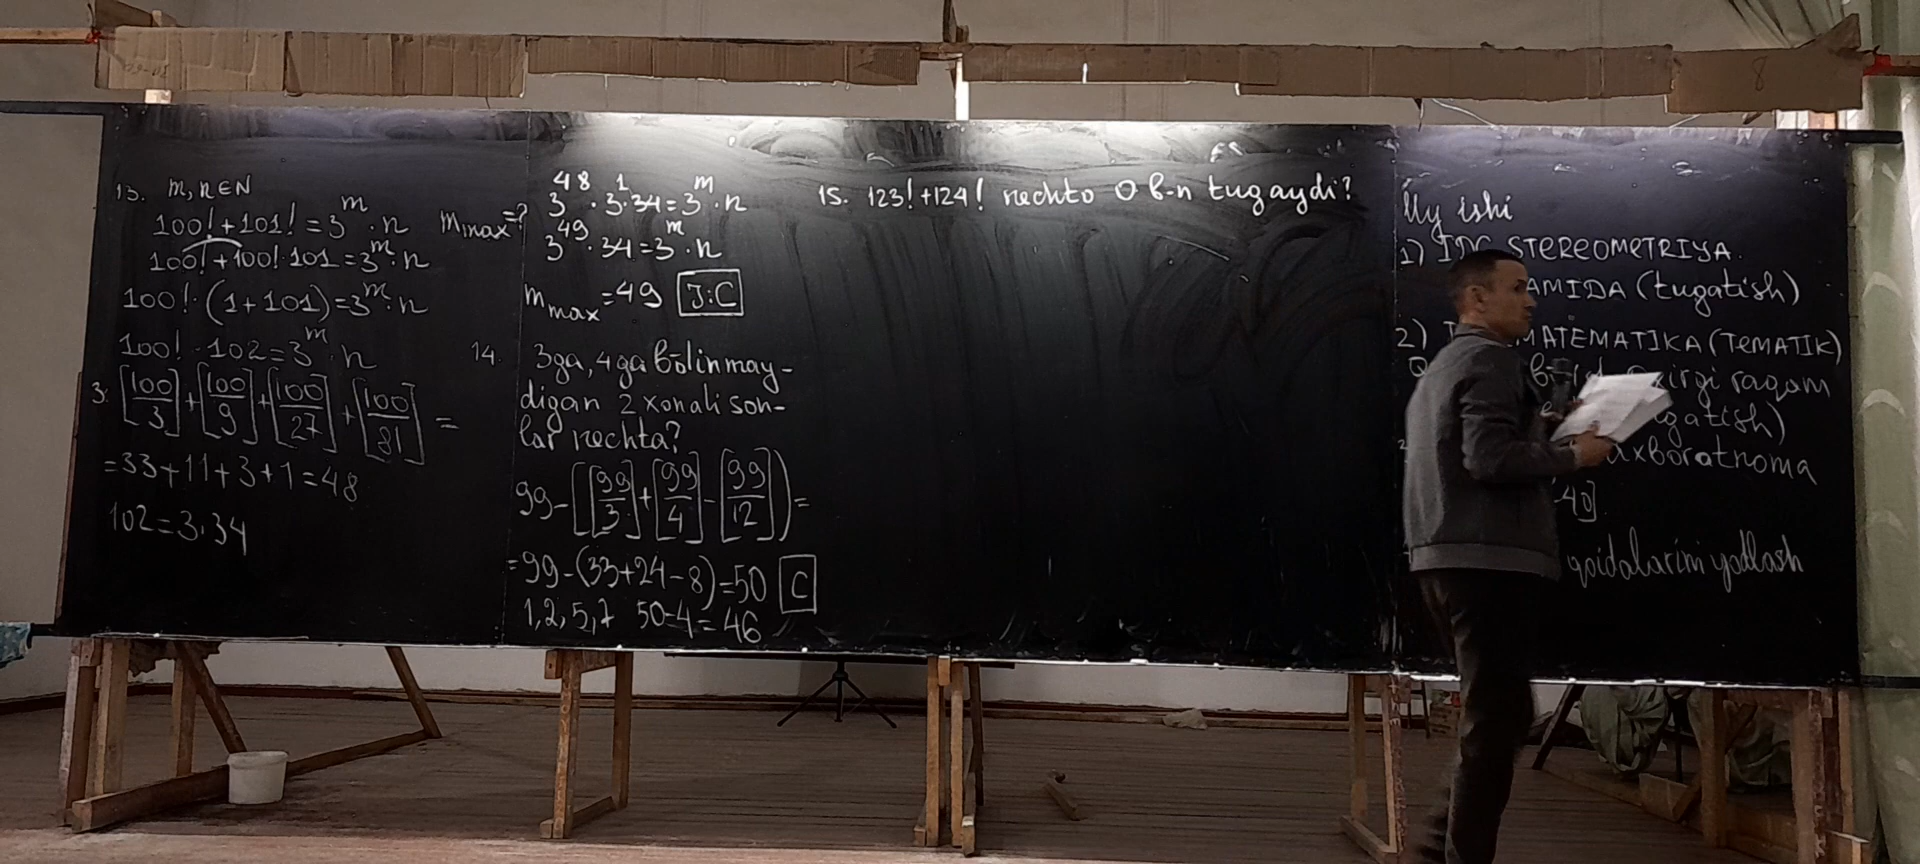 13. m, n ∈ N
100! + 101! = 3^m · n   m_max = ?
100! + 100! · 101 = 3^m · n
100! · (1 + 101) = 3^m · n
100! · 102 = 3^m · n
3: [100/3] + [100/9] + [100/27] + [100/81] =
= 33 + 11 + 3 + 1 = 48
102 = 3 · 34
3^48 · 3^1 · 34 = 3^m · n
3^49 · 34 = 3^m · n
m_max = 49 J:C
14. 3ga, 4ga bōlinmay-
digan 2 xonali son-
lar nechta?
99 - ([99/3] + [99/4] - [99/12]) =
= 99 - (33 + 24 - 8) = 50 C
1, 2, 5, 7 50 - 4 = 46
15. 123! + 124! nechta 0 b-n tugaydi?
Uy ishi
1) STEREOMETRIYA.
AMIDA (tugatish)
2) MATEMATIKA (TEMATIK)
raqam
gatish)
axborotnoma
40]
qoidalarini yodlash
8